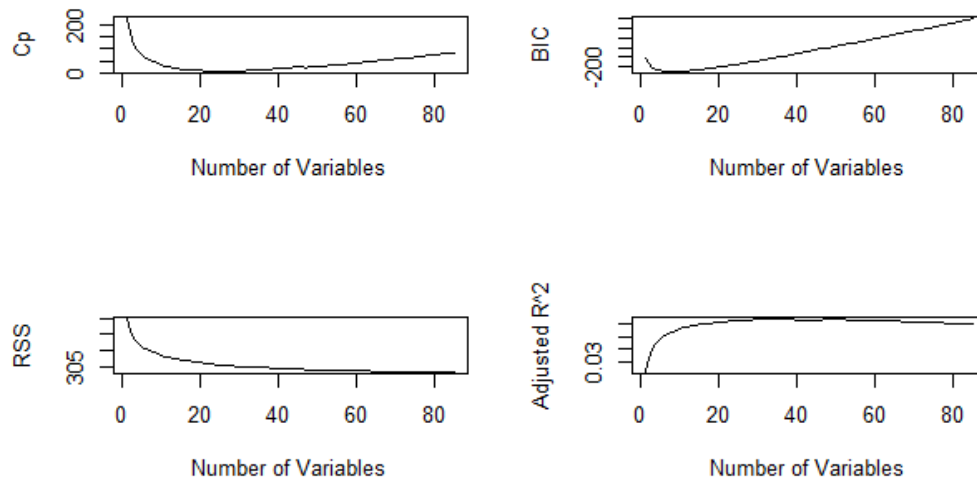 Cp
200
0
0 20 40 60 80
Number of Variables
BIC
-200
0 20 40 60 80
Number of Variables
RSS
305
0 20 40 60 80
Number of Variables
Adjusted R^2
0.03
0 20 40 60 80
Number of Variables